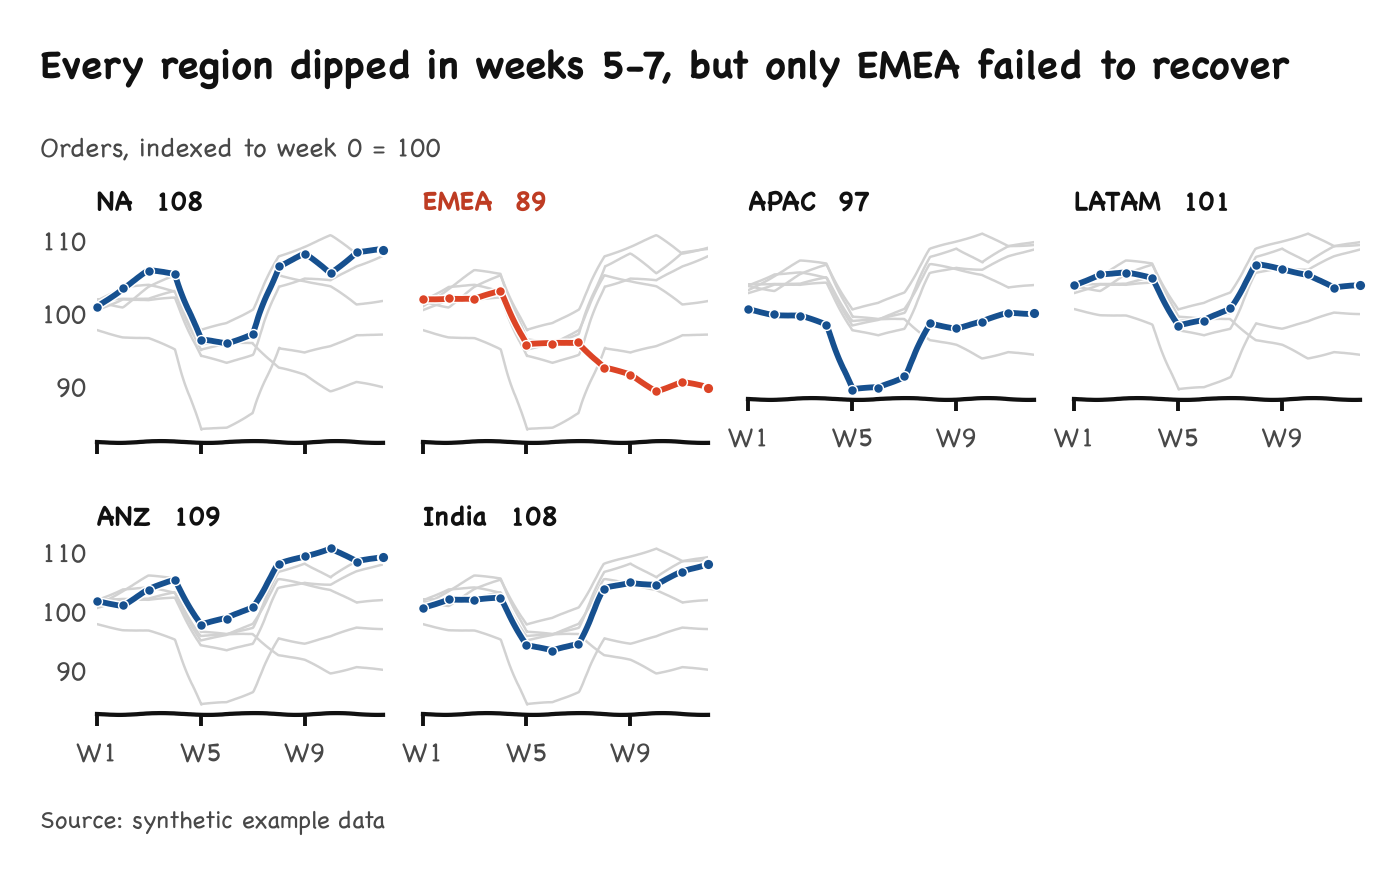 Every region dipped in weeks 5–7, but only EMEA failed to recover
Orders, indexed to week 0 = 100
NA 108
EMEA 89
APAC 97
LATAM 101
110
100
90
W1 W5 W9
W1 W5 W9
ANZ 109
India 108
110
100
90
W1 W5 W9
W1 W5 W9
Source: synthetic example data